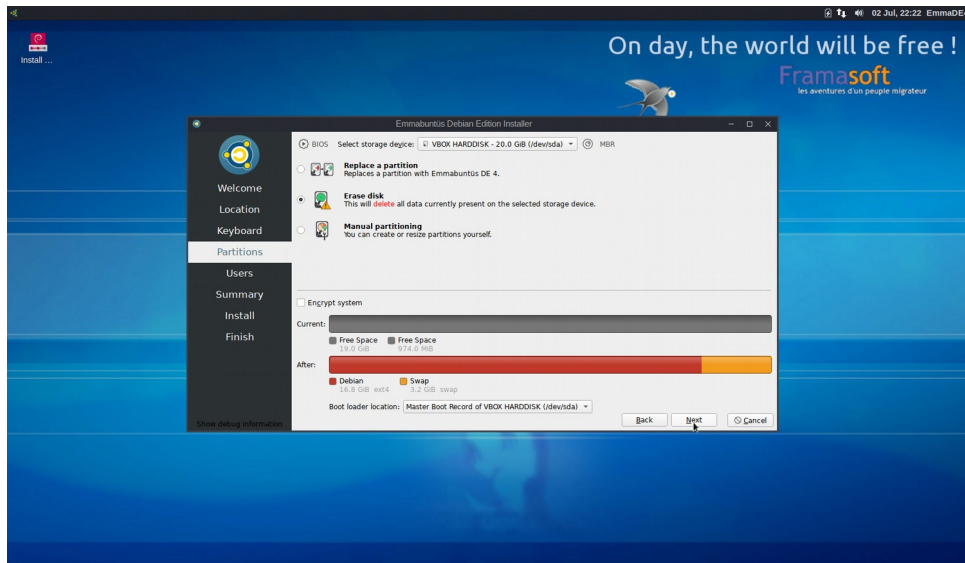 02 Jul, 22:22 EmmaDE
Install ...
On day, the world will be free !
Framasoft
les aventures d'un peuple migrateur
Emmabuntüs Debian Edition Installer
Welcome
Location
Keyboard
Partitions
Users
Summary
Install
Finish
Show debug information
BIOS Select storage device: VBOX HARDDISK - 20.0 GiB (/dev/sda) MBR
Replace a partition
Replaces a partition with Emmabuntüs DE 4.
Erase disk
This will delete all data currently present on the selected storage device.
Manual partitioning
You can create or resize partitions yourself.
Encrypt system
Current:
Free Space Free Space
19.0 GiB 974.0 MiB
After:
Debian Swap
16.8 GiB ext4 3.2 GiB swap
Boot loader location: Master Boot Record of VBOX HARDDISK (/dev/sda)
Back Next Cancel